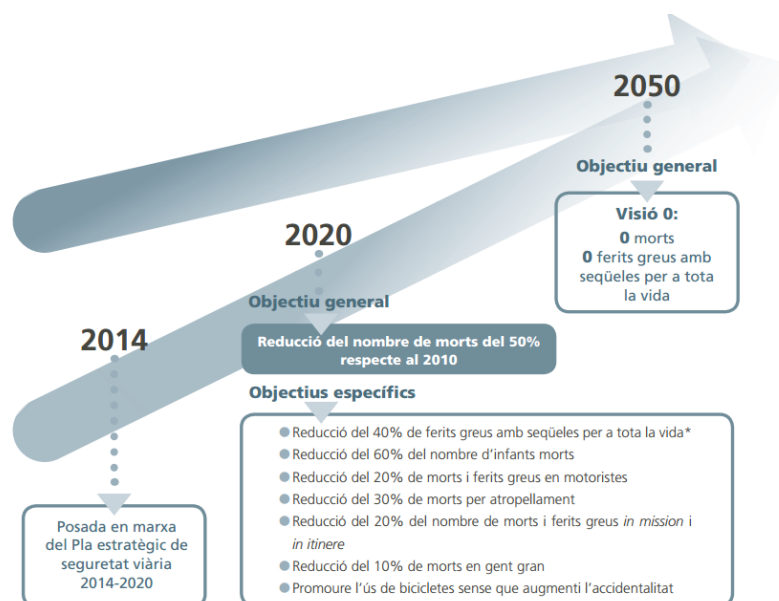 2050
Objectiu general
Visió 0:
0 morts
0 ferits greus amb
seqüeles per a tota
la vida
2020
Objectiu general
Reducció del nombre de morts del 50%
respecte al 2010
Objectius específics
Reducció del 40% de ferits greus amb seqüeles per a tota la vida*
Reducció del 60% del nombre d'infants morts
Reducció del 20% de morts i ferits greus en motoristes
Reducció del 30% de morts per atropellament
Reducció del 20% del nombre de morts i ferits greus in mission i
in itinere
Reducció del 10% de morts en gent gran
Promoure l'ús de bicicletes sense que augmenti l'accidentalitat
2014
Posada en marxa
del Pla estratègic de
seguretat viària
2014-2020